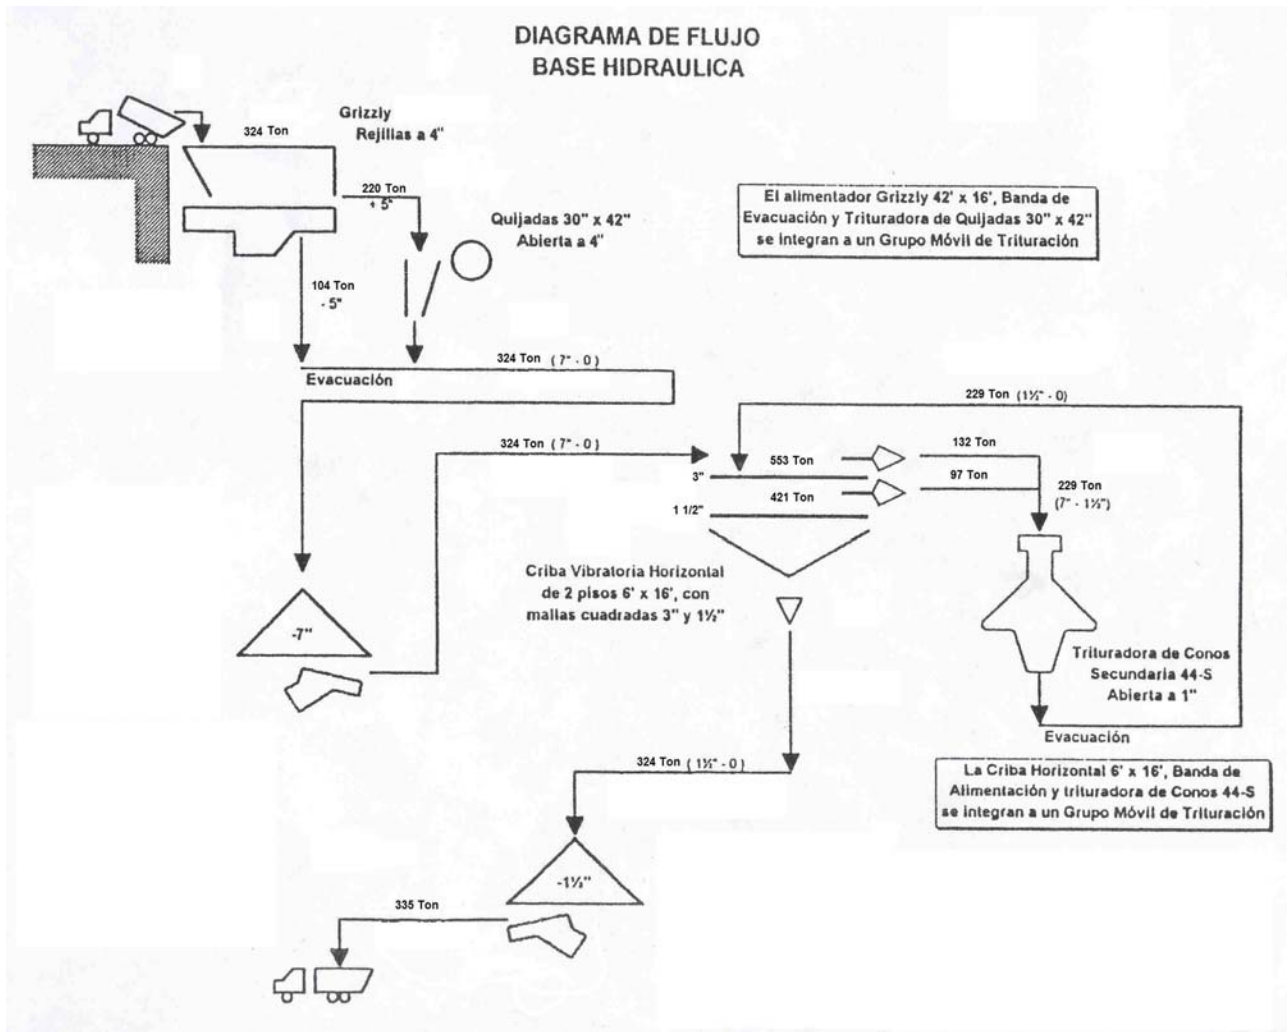 DIAGRAMA DE FLUJO
BASE HIDRAULICA
Grizzly
Rejillas a 4"
324 Ton
220 Ton
+ 5"
El alimentador Grizzly 42' x 16', Banda de
Evacuación y Trituradora de Quijadas 30" x 42"
se integran a un Grupo Móvil de Trituración
Quijadas 30" x 42"
Abierta a 4"
104 Ton
- 5"
324 Ton ( 7" - 0 )
Evacuación
229 Ton (1½" - 0)
324 Ton ( 7" - 0 )
132 Ton
553 Ton
3"
97 Ton
421 Ton
229 Ton
(7" - 1½")
1 1/2"
Criba Vibratoria Horizontal
de 2 pisos 6' x 16', con
mallas cuadradas 3" y 1½"
-7"
Trituradora de Conos
Secundaria 44-S
Abierta a 1"
Evacuación
324 Ton ( 1½" - 0 )
La Criba Horizontal 6' x 16', Banda de
Alimentación y trituradora de Conos 44-S
se integran a un Grupo Móvil de Trituración
-1½"
335 Ton